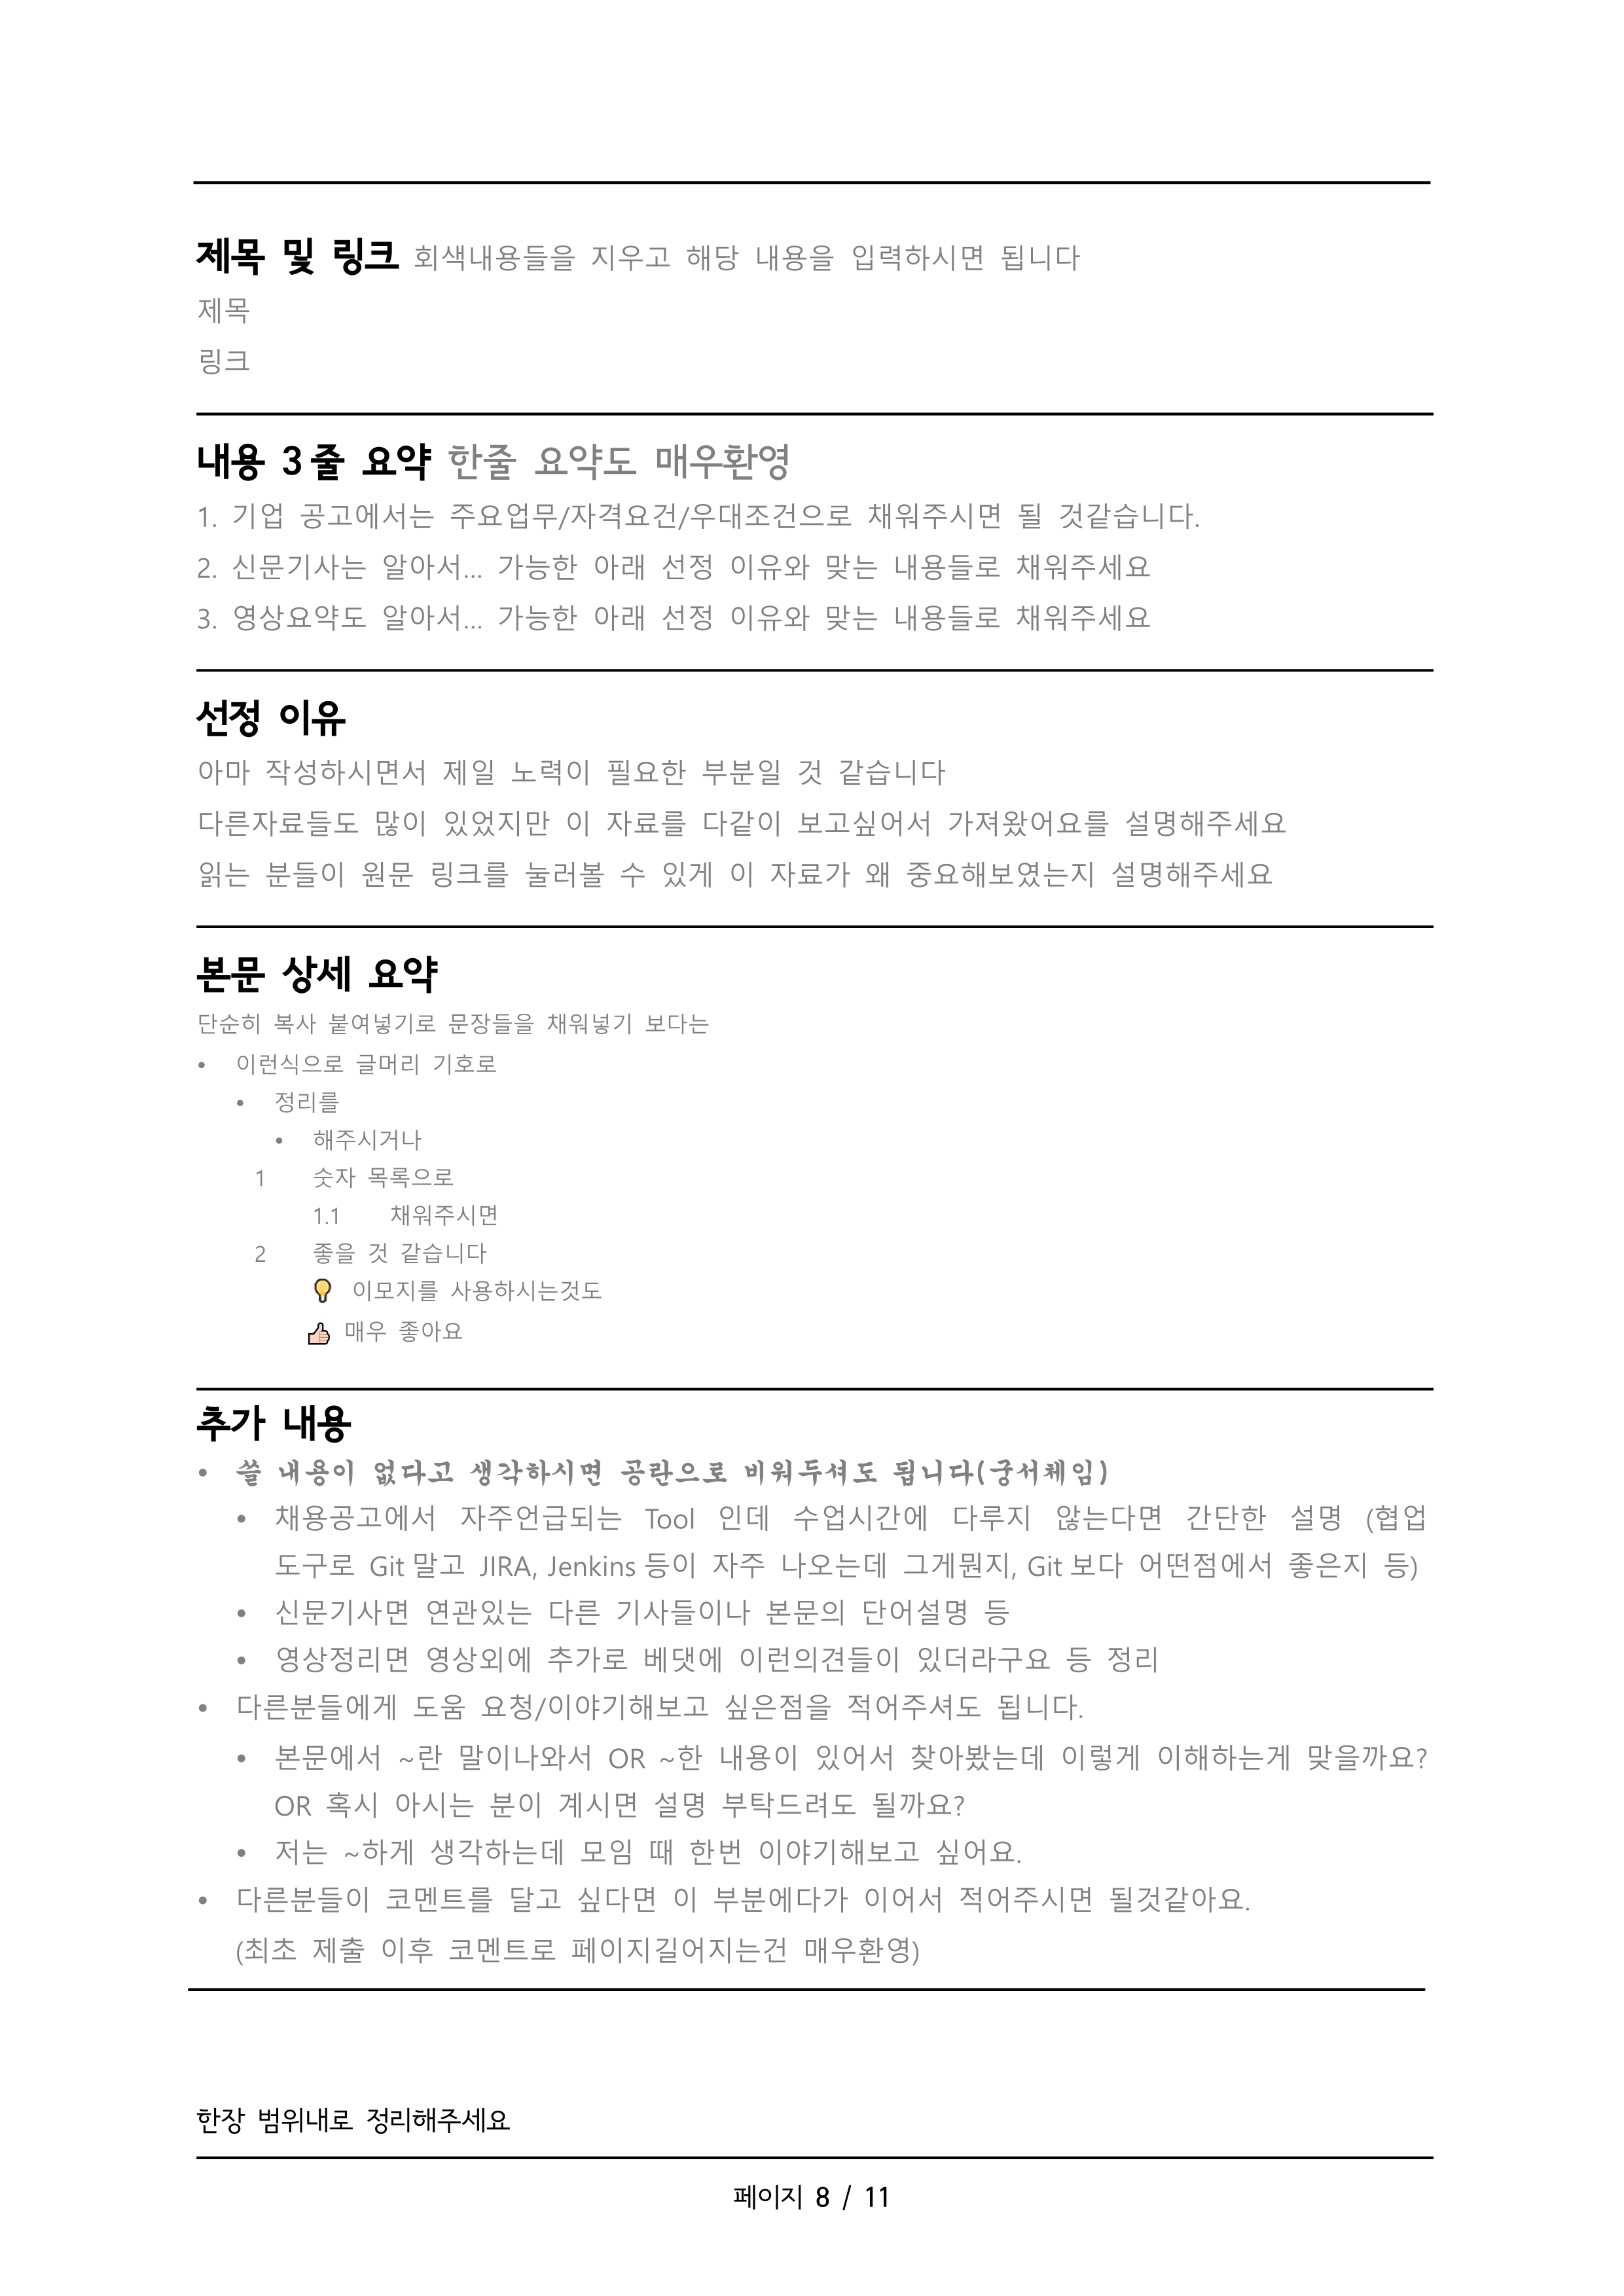 제목 및 링크 회색내용들을 지우고 해당 내용을 입력하시면 됩니다
제목
링크
내용 3줄 요약 한줄 요약도 매우환영
1. 기업 공고에서는 주요업무/자격요건/우대조건으로 채워주시면 될 것같습니다.
2. 신문기사는 알아서... 가능한 아래 선정 이유와 맞는 내용들로 채워주세요
3. 영상요약도 알아서... 가능한 아래 선정 이유와 맞는 내용들로 채워주세요
선정 이유
아마 작성하시면서 제일 노력이 필요한 부분일 것 같습니다
다른자료들도 많이 있었지만 이 자료를 다같이 보고싶어서 가져왔어요를 설명해주세요
읽는 분들이 원문 링크를 눌러볼 수 있게 이 자료가 왜 중요해보였는지 설명해주세요
본문 상세 요약
단순히 복사 붙여넣기로 문장들을 채워넣기 보다는
• 이런식으로 글머리 기호로
• 정리를
• 해주시거나
1 숫자 목록으로
1.1 채워주시면
2 좋을 것 같습니다
💡 이모지를 사용하시는것도
👍 매우 좋아요
추가 내용
• 쓸 내용이 없다고 생각하시면 공란으로 비워두셔도 됩니다(궁서체임)
• 채용공고에서 자주언급되는 Tool 인데 수업시간에 다루지 않는다면 간단한 설명 (협업
도구로 Git말고 JIRA, Jenkins등이 자주 나오는데 그게뭔지, Git보다 어떤점에서 좋은지 등)
• 신문기사면 연관있는 다른 기사들이나 본문의 단어설명 등
• 영상정리면 영상외에 추가로 베댓에 이런의견들이 있더라구요 등 정리
• 다른분들에게 도움 요청/이야기해보고 싶은점을 적어주셔도 됩니다.
• 본문에서 ~란 말이나와서 OR ~한 내용이 있어서 찾아봤는데 이렇게 이해하는게 맞을까요?
OR 혹시 아시는 분이 계시면 설명 부탁드려도 될까요?
• 저는 ~하게 생각하는데 모임 때 한번 이야기해보고 싶어요.
• 다른분들이 코멘트를 달고 싶다면 이 부분에다가 이어서 적어주시면 될것같아요.
(최초 제출 이후 코멘트로 페이지길어지는건 매우환영)
한장 범위내로 정리해주세요
페이지 8 / 11